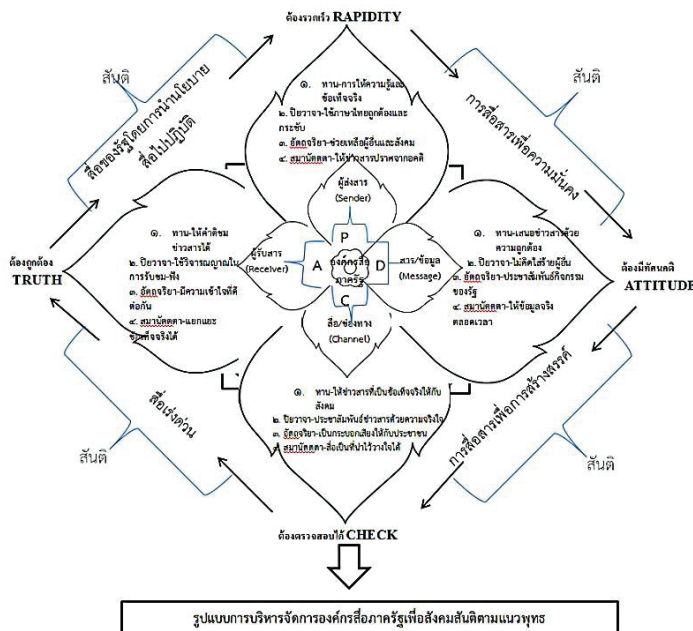 ต้องรวดเร็ว RAPIDITY
สันติ
สันติ
สื่อของรัฐโดยการนำนโยบาย
สื่อไปปฏิบัติ
การสื่อสารเพื่อความมั่นคง
๑. ทาน-การให้ความรู้และ
ข้อเท็จจริง
๒. ปิยวาจา-ใช้ภาษาไทยถูกต้องและ
กระชับ
๓. อัตถจริยา-ช่วยเหลือผู้อื่นและสังคม
๔. สมานัตตตา-ให้ข่าวสารปราศจากอคติ
ผู้ส่งสาร
(Sender)
ต้องถูกต้อง
TRUTH
๑. ทาน-ให้คำติชม
ข่าวสารได้
๒. ปิยวาจา-ใช้วิจารณญาณใน
การรับชม-ฟัง
๓. อัตถจริยา-มีความเข้าใจที่ดี
ต่อกัน
๔. สมานัตตตา-แยกแยะ
ข้อเท็จจริงได้
ผู้รับสาร
(Receiver)
P
A
องค์กรสื่อ
ภาครัฐ
D
C
สาร/ข้อมูล
(Message)
๑. ทาน-เสนอข่าวสารด้วย
ความถูกต้อง
๒. ปิยวาจา-ไม่คิดใส่ร้ายผู้อื่น
๓. อัตถจริยา-ประชาสัมพันธ์กิจกรรม
ของรัฐ
๔. สมานัตตตา-ให้ข้อมูลจริง
ตลอดเวลา
ต้องมีทัศนคติ
ATTITUDE
สื่อ/ช่องทาง
(Channel)
๑. ทาน-ให้ข่าวสารที่เป็นข้อเท็จจริงให้กับ
สังคม
๒. ปิยวาจา-ประชาสัมพันธ์ข่าวสารด้วยความจริงใจ
๓. อัตถจริยา-เป็นกระบอกเสียงให้กับประชาชน
๔. สมานัตตตา-สื่อเป็นที่น่าไว้วางใจได้
สื่อเร่งด่วน
การสื่อสารเพื่อการสร้างสรรค์
สันติ
สันติ
ต้องตรวจสอบได้ CHECK
รูปแบบการบริหารจัดการองค์กรสื่อภาครัฐเพื่อสังคมสันติตามแนวพุทธ